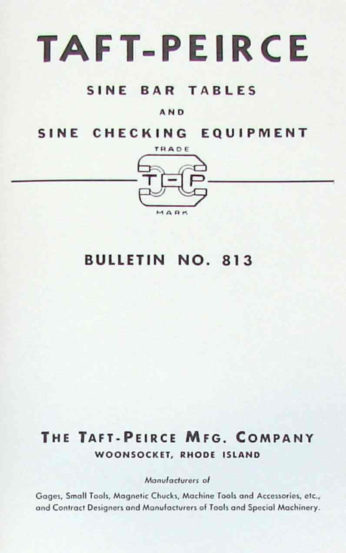 TAFT-PEIRCE
SINE BAR TABLES
AND
SINE CHECKING EQUIPMENT
TRADE
T-P
MARK
BULLETIN NO. 813
THE TAFT-PEIRCE MFG. COMPANY
WOONSOCKET, RHODE ISLAND
Manufacturers of
Gages, Small Tools, Magnetic Chucks, Machine Tools and Accessories, etc.,
and Contract Designers and Manufacturers of Tools and Special Machinery.